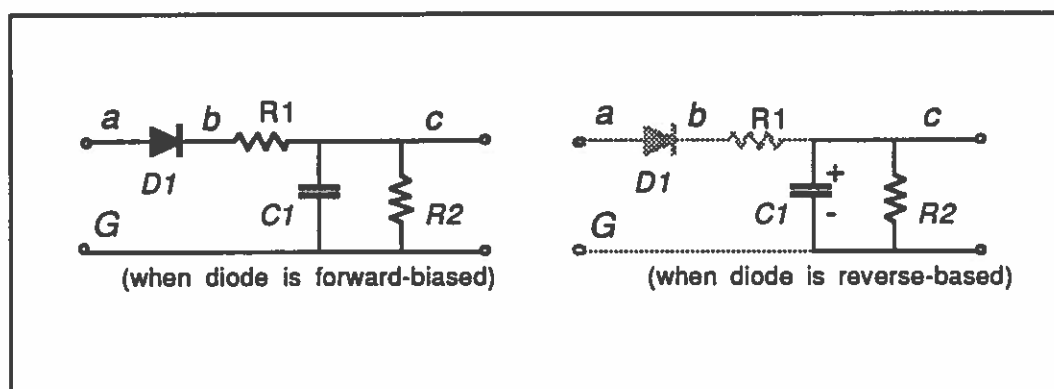 a b R1 c
D1 C1 R2
G
(when diode is forward-biased)
a b R1 c
D1 + C1 - R2
G
(when diode is reverse-based)